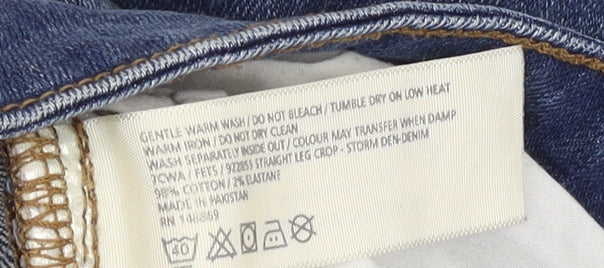 GENTLE WARM WASH / DO NOT BLEACH / TUMBLE DRY ON LOW HEAT
WARM IRON / DO NOT DRY CLEAN
WASH SEPARATELY INSIDE OUT / COLOUR MAY TRANSFER WHEN DAMP
7CWA / FETS / 922855 STRAIGHT LEG CROP - STORM DEN-DENIM
98% COTTON / 2% ELASTANE
MADE IN PAKISTAN
RN 148869
40